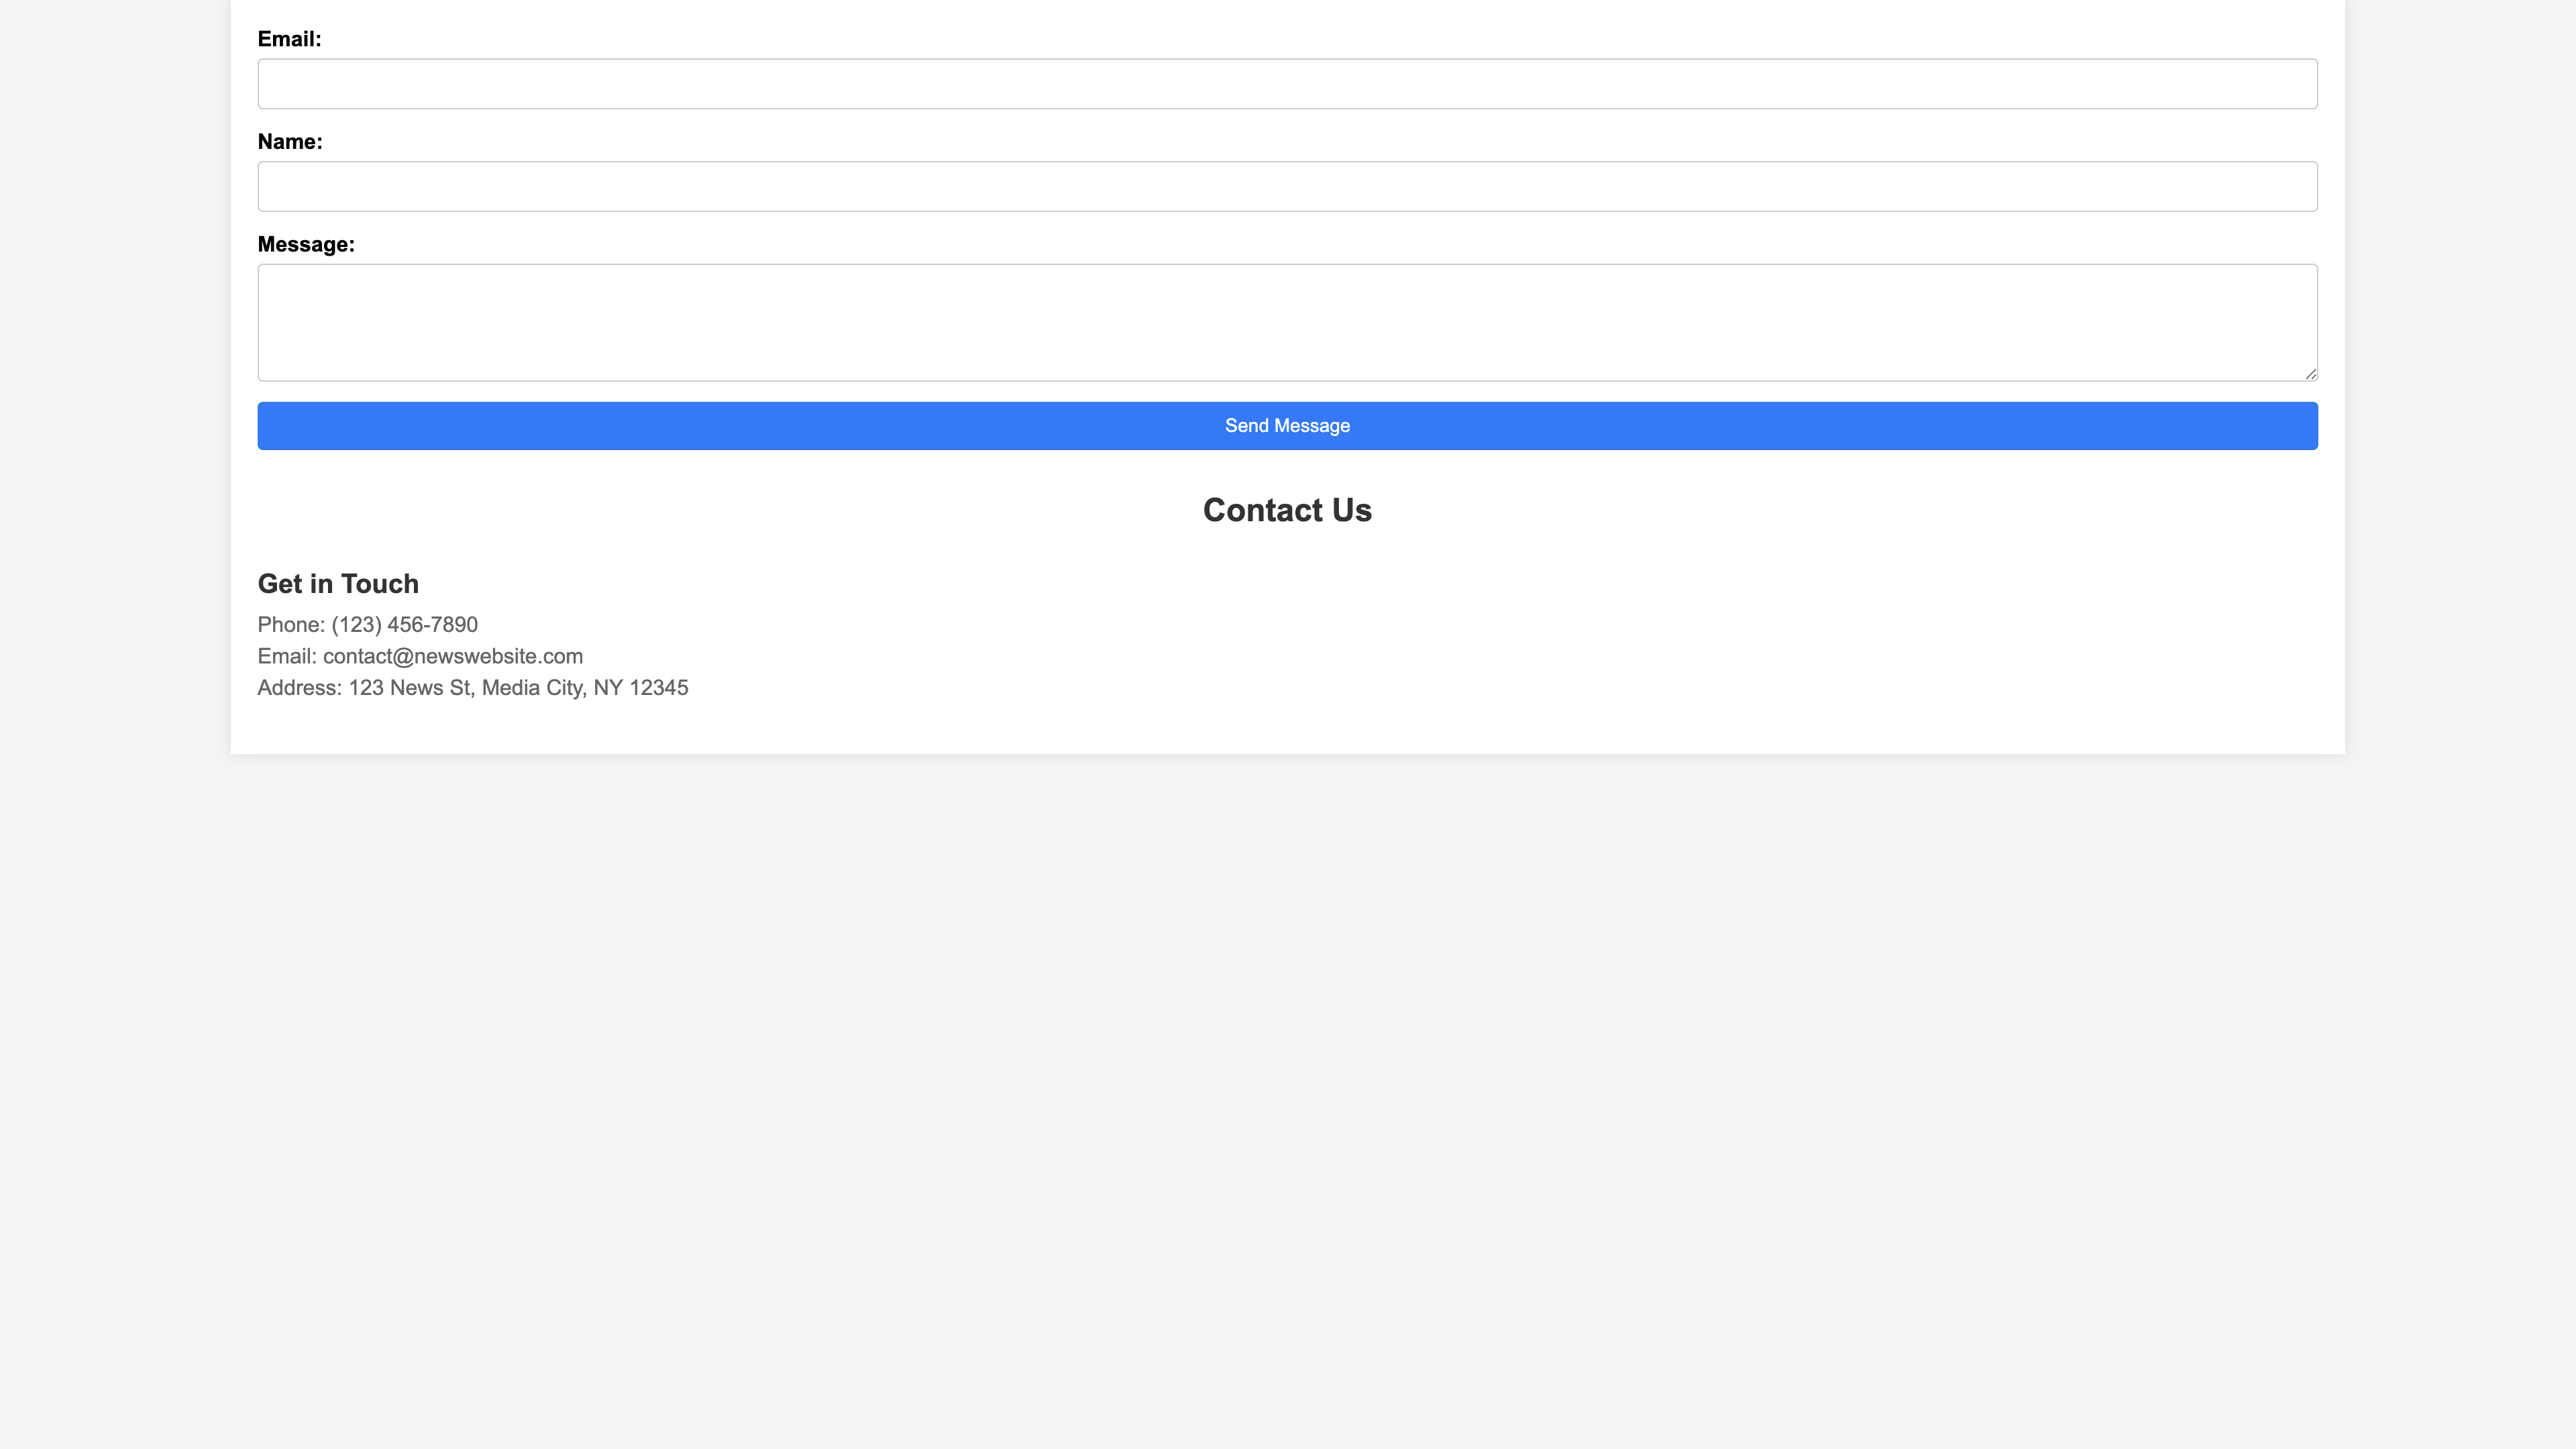 Email:
Name:
Message:
Send Message
Contact Us
Get in Touch
Phone: (123) 456-7890
Email: contact@newswebsite.com
Address: 123 News St, Media City, NY 12345